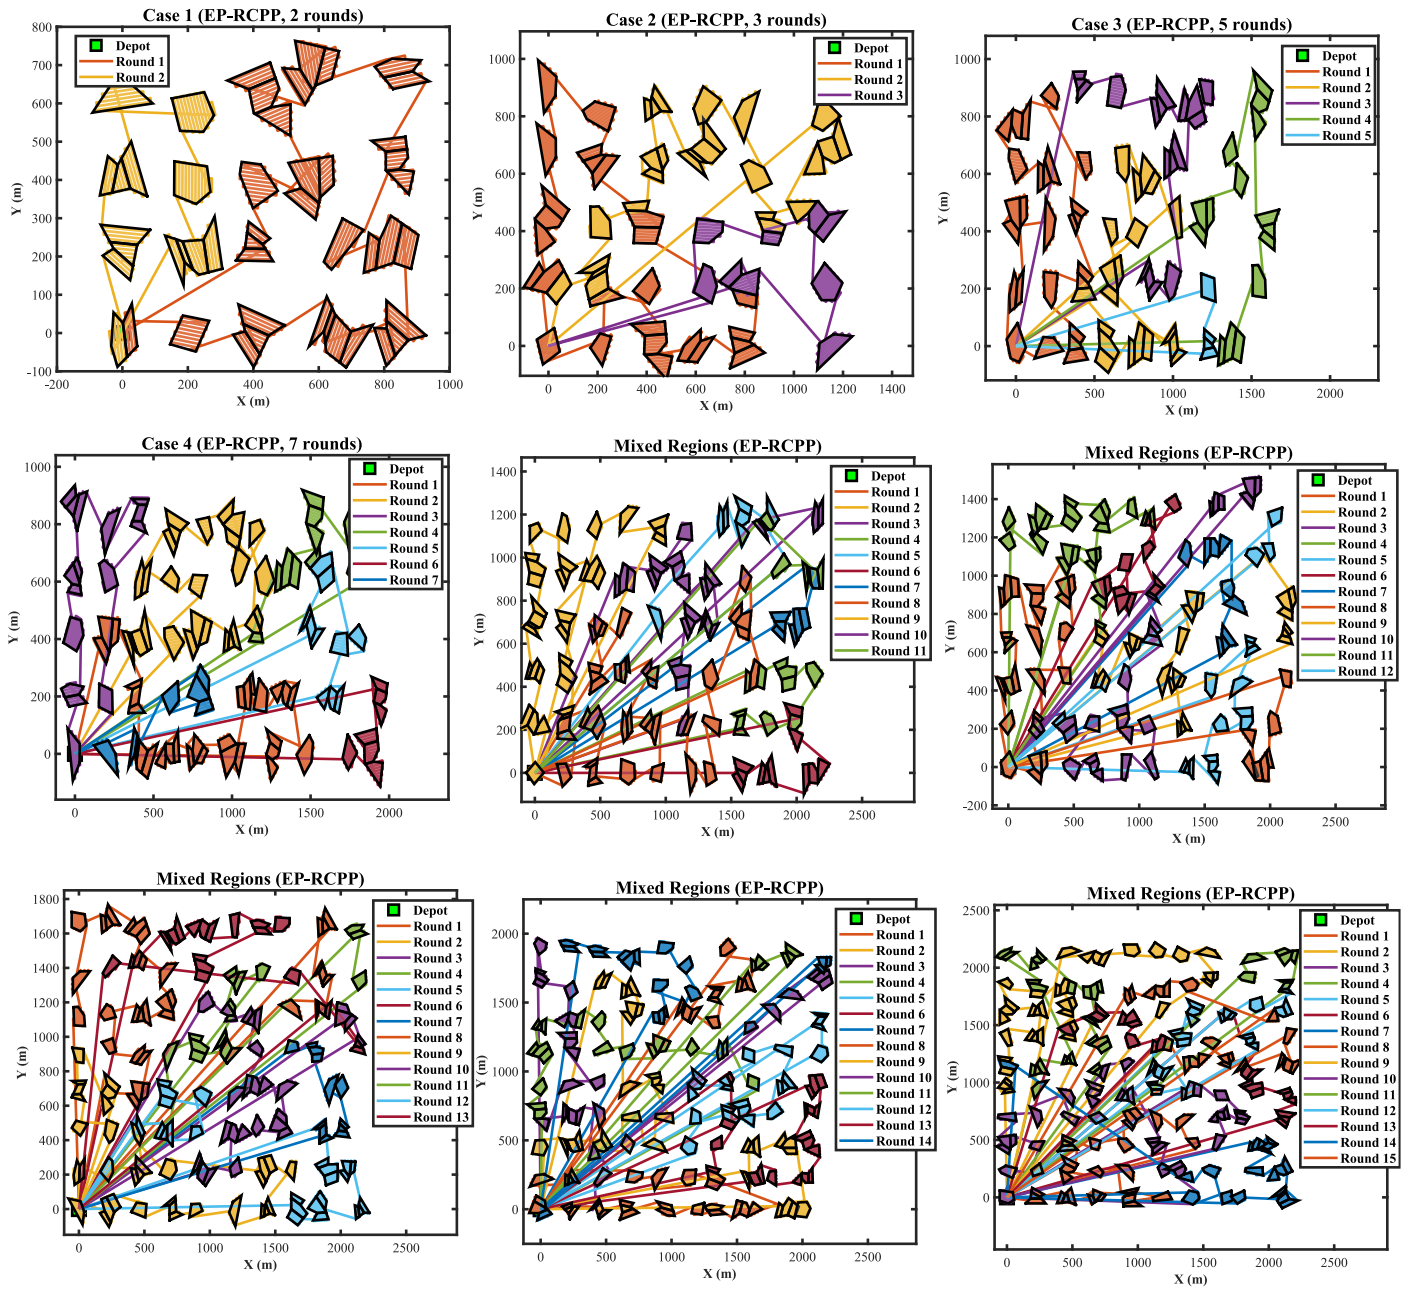 Case 1 (EP-RCPP, 2 rounds)
Depot
Round 1
Round 2
800
700
600
500
400
300
200
100
0
-100
-200
0
200
400
600
800
1000
Y (m)
X (m)
Case 2 (EP-RCPP, 3 rounds)
Depot
Round 1
Round 2
Round 3
1000
800
600
400
200
0
0
200
400
600
800
1000
1200
1400
Y (m)
X (m)
Case 3 (EP-RCPP, 5 rounds)
Depot
Round 1
Round 2
Round 3
Round 4
Round 5
1000
800
600
400
200
0
0
500
1000
1500
2000
Y (m)
X (m)
Case 4 (EP-RCPP, 7 rounds)
Depot
Round 1
Round 2
Round 3
Round 4
Round 5
Round 6
Round 7
1000
800
600
400
200
0
0
500
1000
1500
2000
Y (m)
X (m)
Mixed Regions (EP-RCPP)
Depot
Round 1
Round 2
Round 3
Round 4
Round 5
Round 6
Round 7
Round 8
Round 9
Round 10
Round 11
1400
1200
1000
800
600
400
200
0
0
500
1000
1500
2000
2500
Y (m)
X (m)
Mixed Regions (EP-RCPP)
Depot
Round 1
Round 2
Round 3
Round 4
Round 5
Round 6
Round 7
Round 8
Round 9
Round 10
Round 11
Round 12
1400
1200
1000
800
600
400
200
0
-200
0
500
1000
1500
2000
2500
Y (m)
X (m)
Mixed Regions (EP-RCPP)
Depot
Round 1
Round 2
Round 3
Round 4
Round 5
Round 6
Round 7
Round 8
Round 9
Round 10
Round 11
Round 12
Round 13
1800
1600
1400
1200
1000
800
600
400
200
0
0
500
1000
1500
2000
2500
Y (m)
X (m)
Mixed Regions (EP-RCPP)
Depot
Round 1
Round 2
Round 3
Round 4
Round 5
Round 6
Round 7
Round 8
Round 9
Round 10
Round 11
Round 12
Round 13
Round 14
2000
1500
1000
500
0
0
500
1000
1500
2000
2500
Y (m)
X (m)
Mixed Regions (EP-RCPP)
Depot
Round 1
Round 2
Round 3
Round 4
Round 5
Round 6
Round 7
Round 8
Round 9
Round 10
Round 11
Round 12
Round 13
Round 14
Round 15
2500
2000
1500
1000
500
0
0
500
1000
1500
2000
2500
Y (m)
X (m)